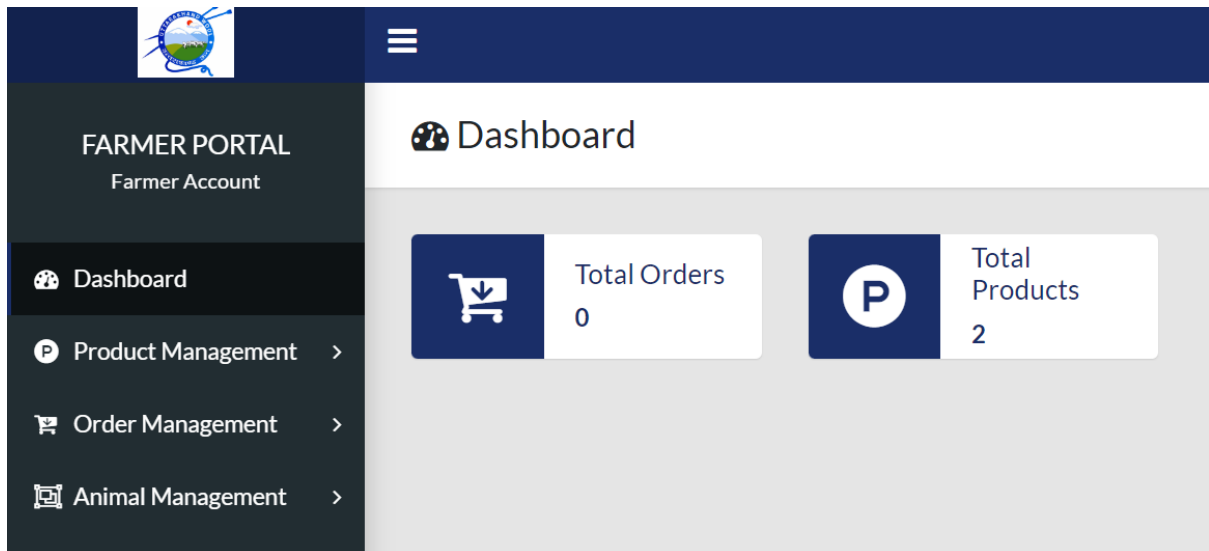 FARMER PORTAL
Farmer Account
Dashboard
Product Management
Order Management
Animal Management
Dashboard
Total Orders
0
P
Total
Products
2